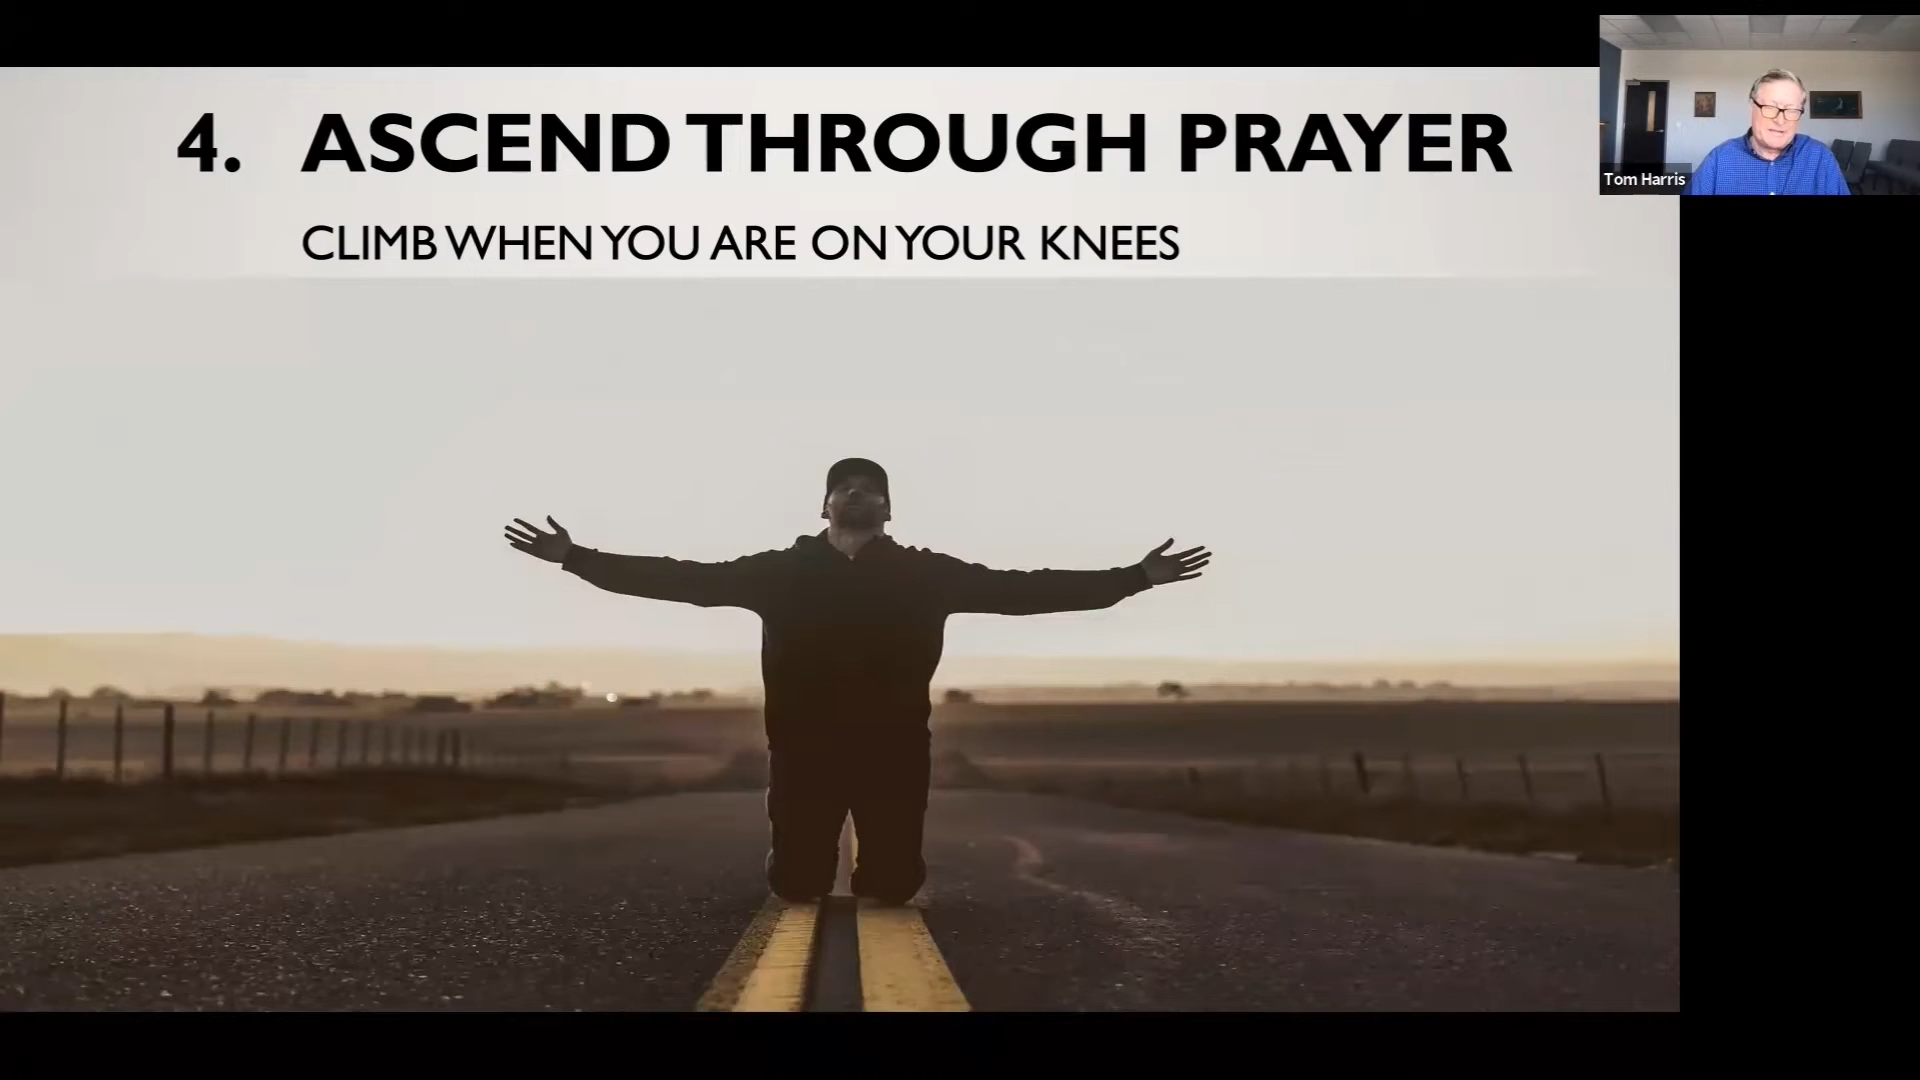 4. ASCEND THROUGH PRAYER
CLIMB WHEN YOU ARE ON YOUR KNEES
Tom Harris